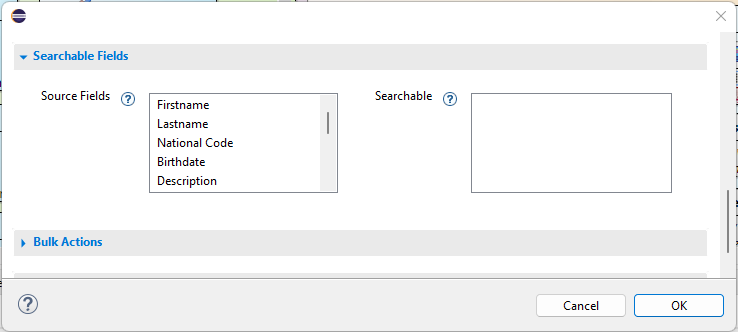 Searchable Fields
Source Fields
Firstname
Lastname
National Code
Birthdate
Description
Searchable
Bulk Actions
Cancel
OK